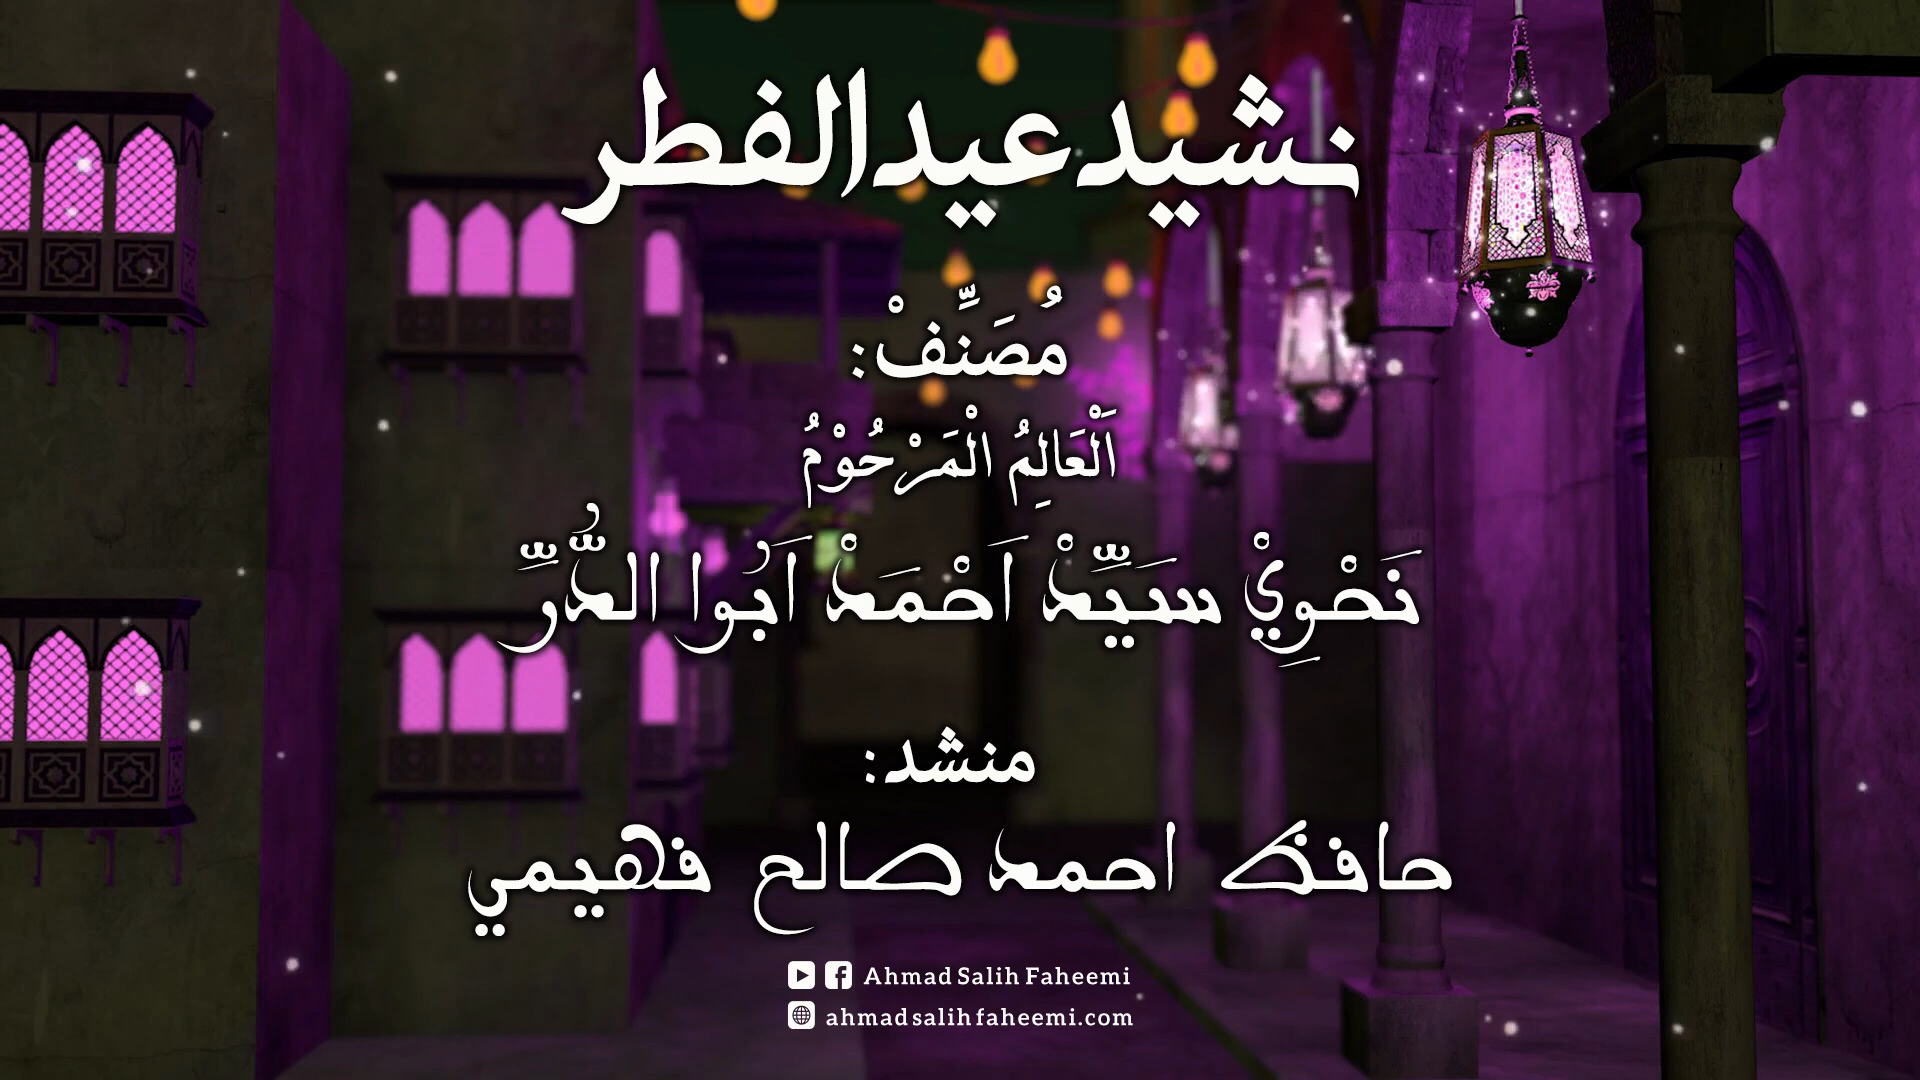 نشيد عيد الفطر
مُصَنِّفْ:
اَلْعَالِمُ الْمَرْحُوْمُ
نَحْوِيْ سَيِّدْ اَحْمَدْ اَبُوا الدُّرِّ
منشد:
حافظ احمد صالح فهيمي
Ahmad Salih Faheemi
ahmadsalihfaheemi.com